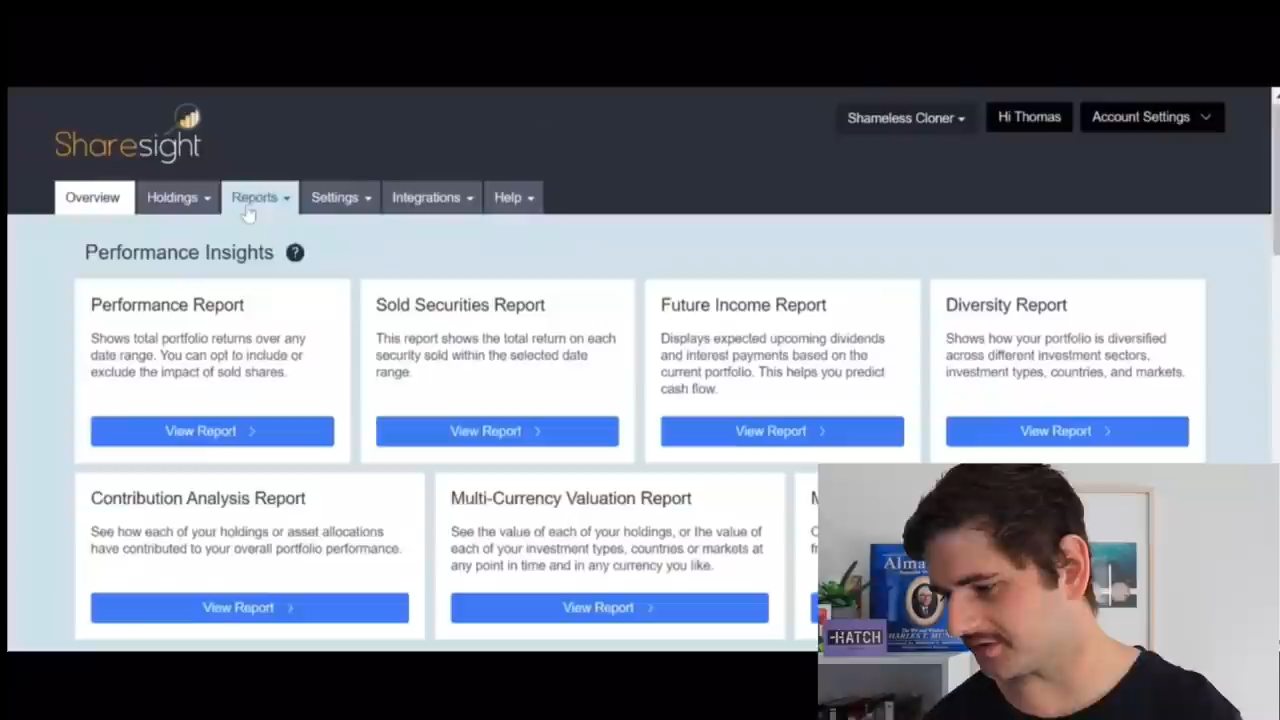 Sharesight
Shameless Cloner
Hi Thomas
Account Settings
Overview
Holdings
Reports
Settings
Integrations
Help
Performance Insights ?
Performance Report
Shows total portfolio returns over any
date range. You can opt to include or
exclude the impact of sold shares.
View Report
Sold Securities Report
This report shows the total return on each
security sold within the selected date
range.
View Report
Future Income Report
Displays expected upcoming dividends
and interest payments based on the
current portfolio. This helps you predict
cash flow.
View Report
Diversity Report
Shows how your portfolio is diversified
across different investment sectors,
investment types, countries, and markets.
View Report
Contribution Analysis Report
See how each of your holdings or asset allocations
have contributed to your overall portfolio performance.
View Report
Multi-Currency Valuation Report
See the value of each of your holdings, or the value of
each of your investment types, countries or markets at
any point in time and in any currency you like.
View Report
Alma
-HATCH